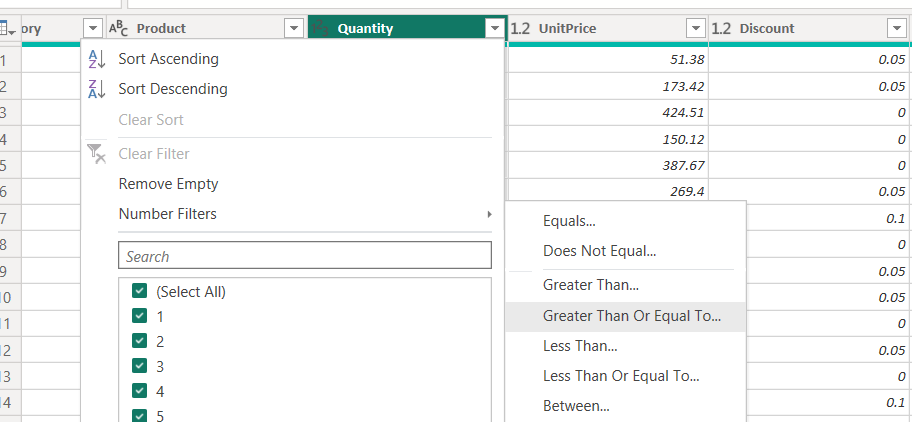 ory ABC Product Quantity 1.2 UnitPrice 1.2 Discount
1 51.38 0.05
2 173.42 0.05
3 424.51 0
4 150.12 0
5 387.67 0
6 269.4 0.05
7 0.1
8 0
9 0.05
10 0.05
11 0
12 0.05
13 0
14 0.1
AZ Sort Ascending
ZA Sort Descending
Clear Sort
Clear Filter
Remove Empty
Number Filters
Search
(Select All)
1
2
3
4
5
Equals...
Does Not Equal...
Greater Than...
Greater Than Or Equal To...
Less Than...
Less Than Or Equal To...
Between...